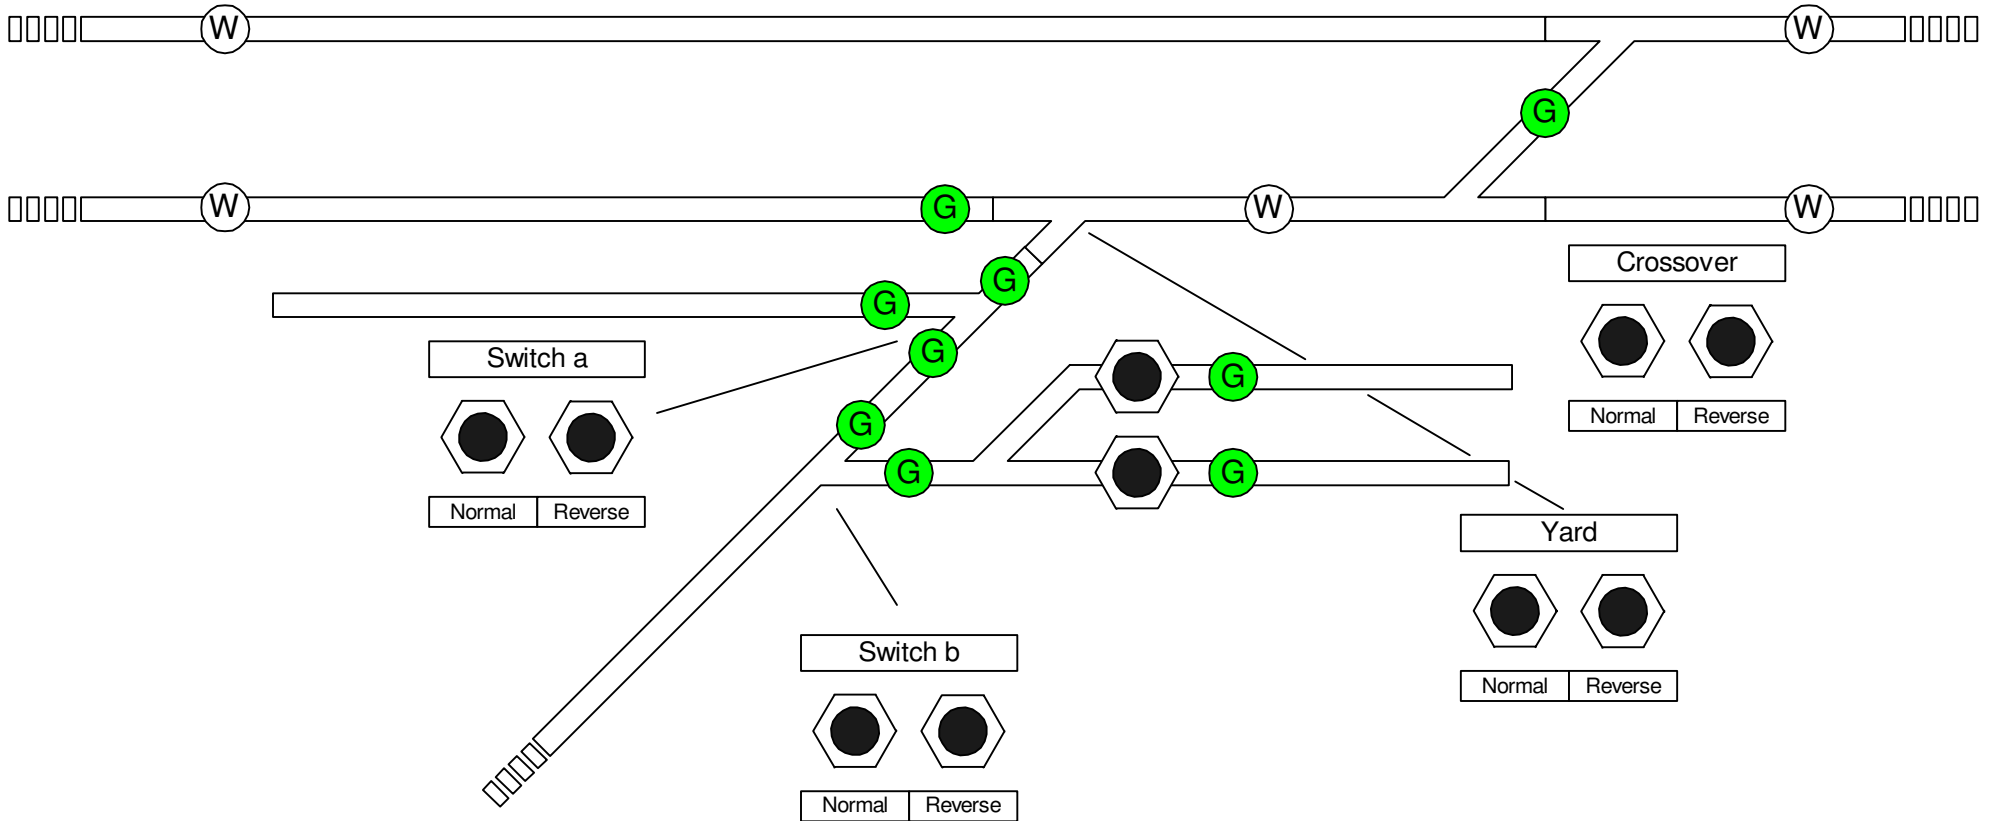 W W
G
W G W W
Crossover
G
G
Switch a
G
G G
Normal Reverse
G
G G
Normal Reverse
Yard
Switch b
Normal Reverse
Normal Reverse